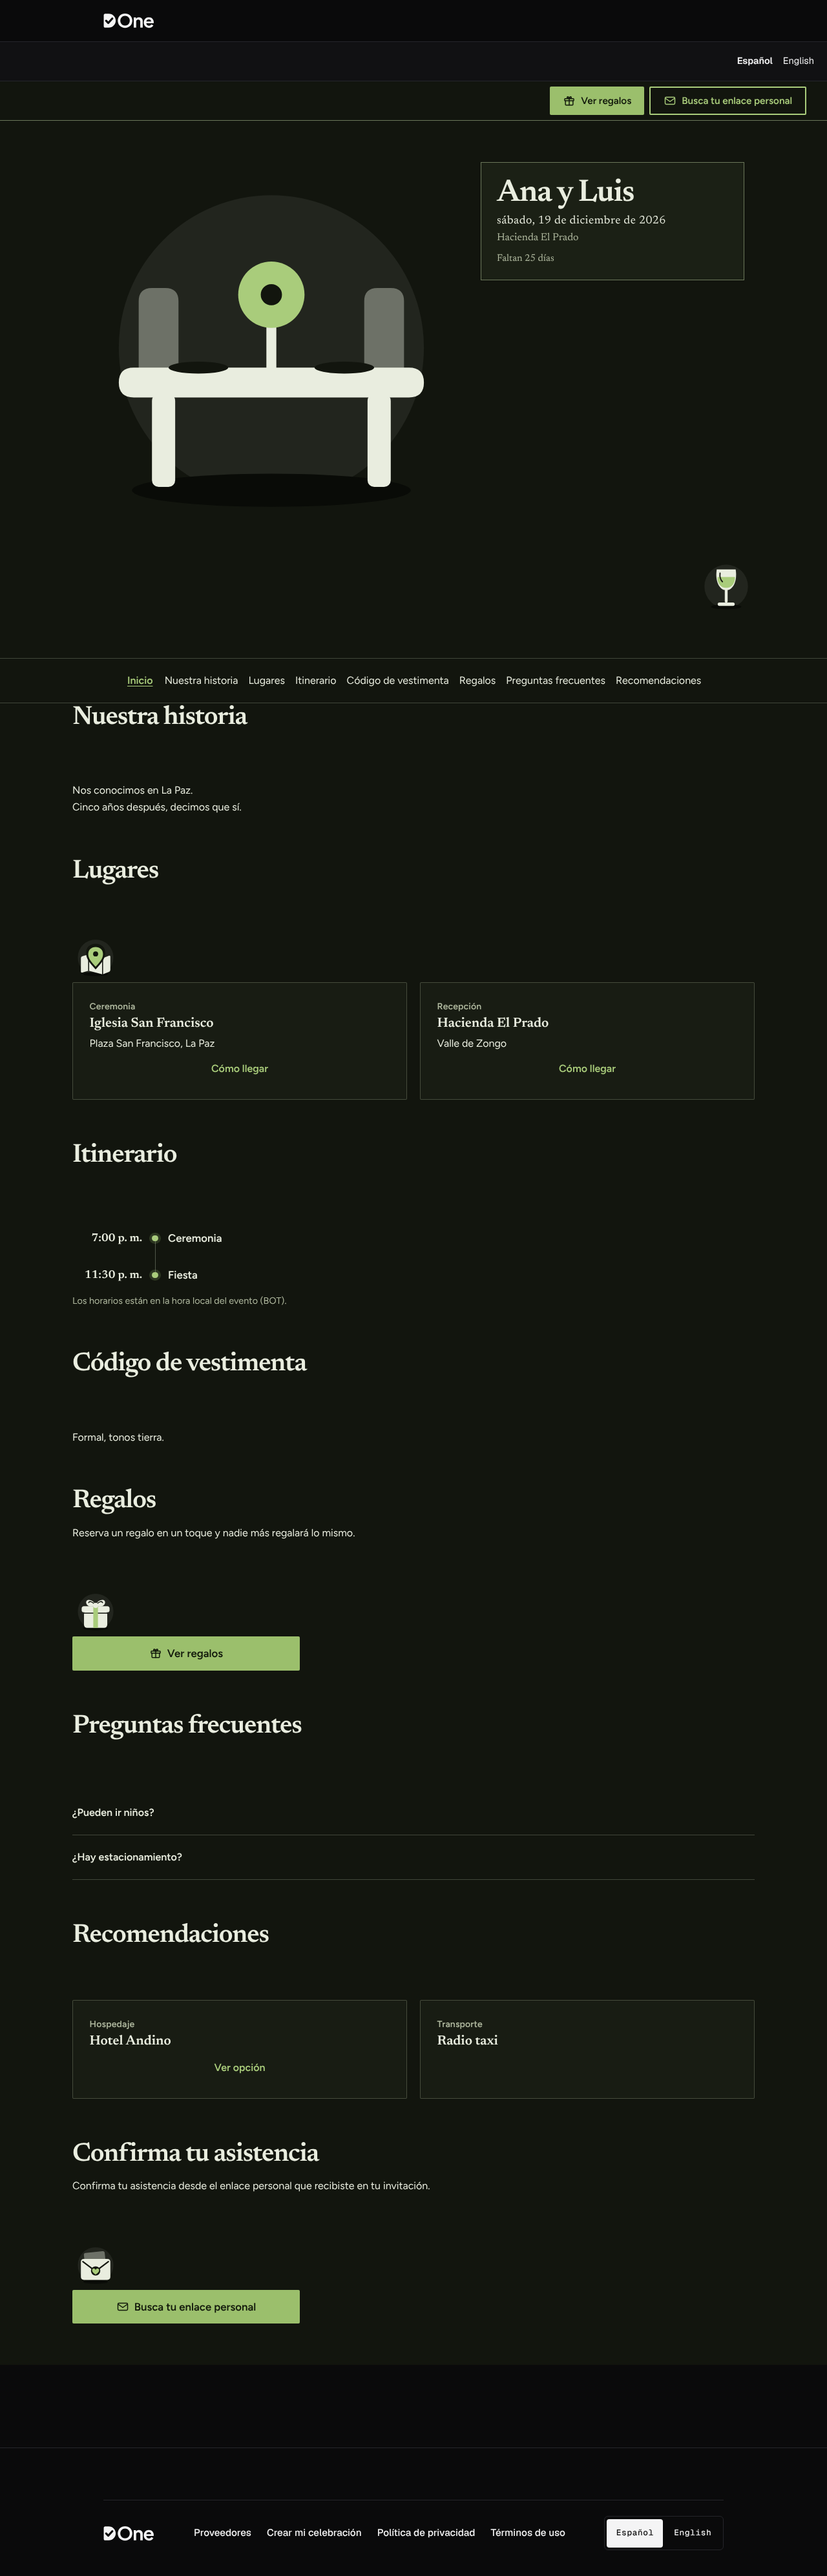 One
Español English
Ver regalos Busca tu enlace personal
Ana y Luis
sábado, 19 de diciembre de 2026
Hacienda El Prado
Faltan 25 días
Inicio Nuestra historia Lugares Itinerario Código de vestimenta Regalos Preguntas frecuentes Recomendaciones
Nuestra historia
Nos conocimos en La Paz.
Cinco años después, decimos que sí.
Lugares
Ceremonia
Iglesia San Francisco
Plaza San Francisco, La Paz
Cómo llegar
Recepción
Hacienda El Prado
Valle de Zongo
Cómo llegar
Itinerario
7:00 p. m. Ceremonia
11:30 p. m. Fiesta
Los horarios están en la hora local del evento (BOT).
Código de vestimenta
Formal, tonos tierra.
Regalos
Reserva un regalo en un toque y nadie más regalará lo mismo.
Ver regalos
Preguntas frecuentes
¿Pueden ir niños?
¿Hay estacionamiento?
Recomendaciones
Hospedaje
Hotel Andino
Ver opción
Transporte
Radio taxi
Confirma tu asistencia
Confirma tu asistencia desde el enlace personal que recibiste en tu invitación.
Busca tu enlace personal
One
Proveedores Crear mi celebración Política de privacidad Términos de uso
Español English